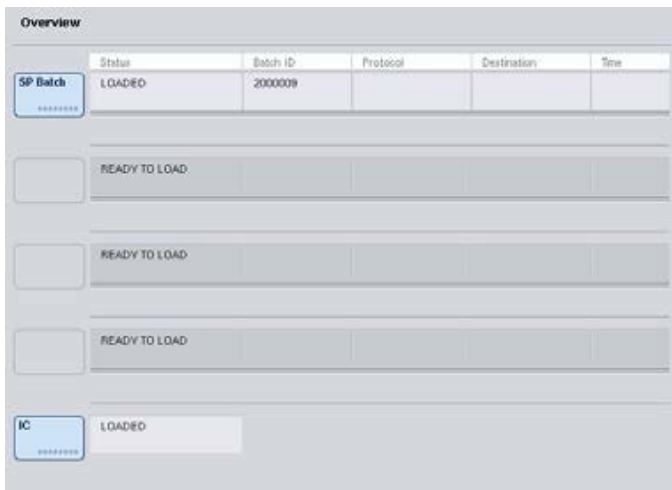 Overview
Status Batch ID Protocol Destination Time
SP Batch LOADED 2000009
READY TO LOAD
READY TO LOAD
READY TO LOAD
IC LOADED